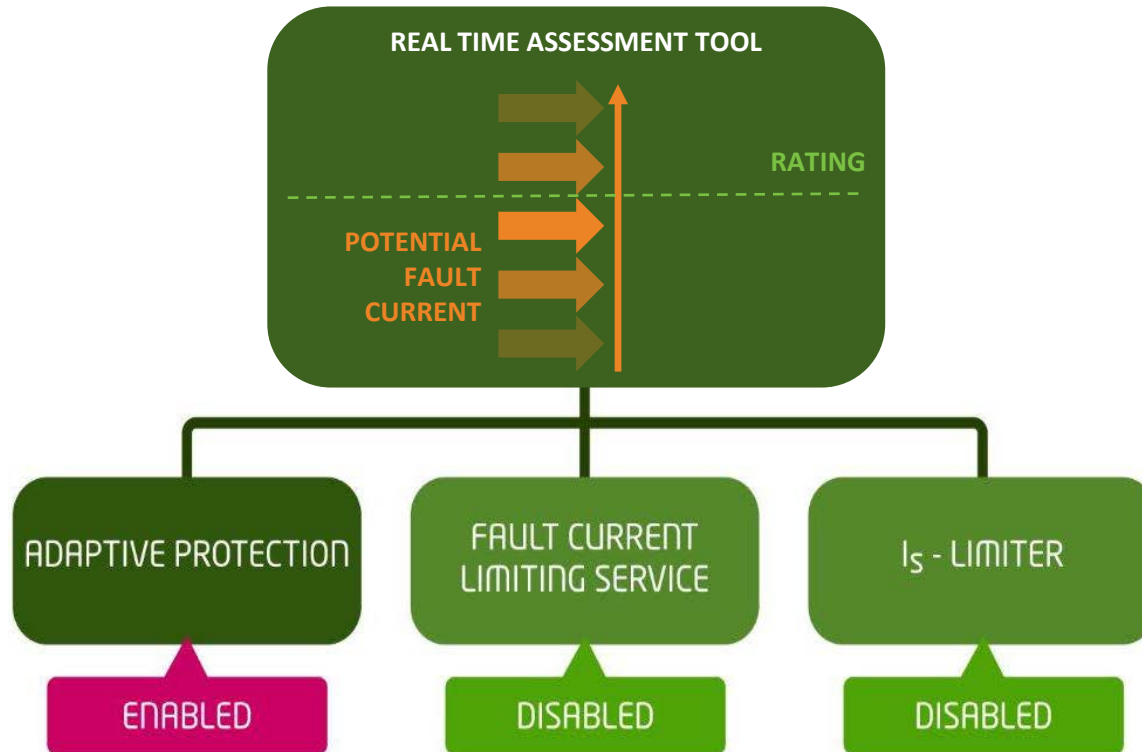 REAL TIME ASSESSMENT TOOL
RATING
POTENTIAL
FAULT
CURRENT
ADAPTIVE PROTECTION
FAULT CURRENT
LIMITING SERVICE
Is - LIMITER
ENABLED
DISABLED
DISABLED